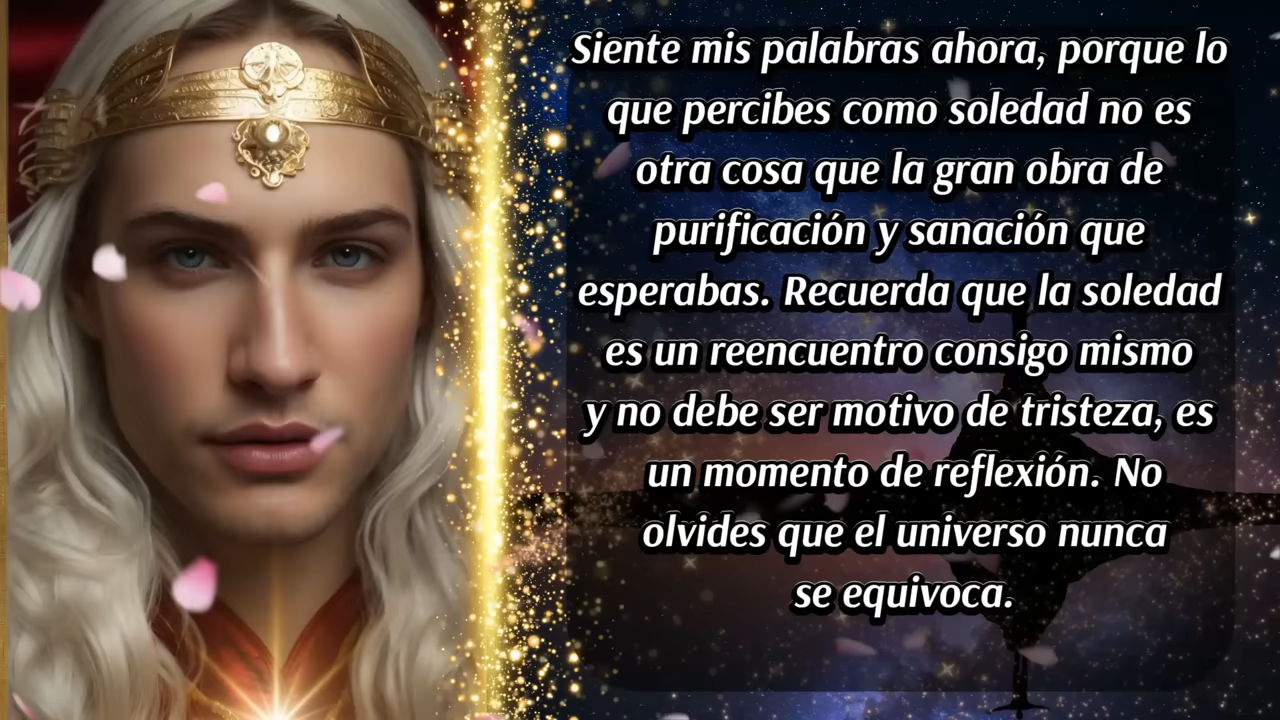 Siente mis palabras ahora, porque lo
que percibes como soledad no es
otra cosa que la gran obra de
purificación y sanación que
esperabas. Recuerda que la soledad
es un reencuentro consigo mismo
y no debe ser motivo de tristeza, es
un momento de reflexión. No
olvides que el universo nunca
se equivoca.